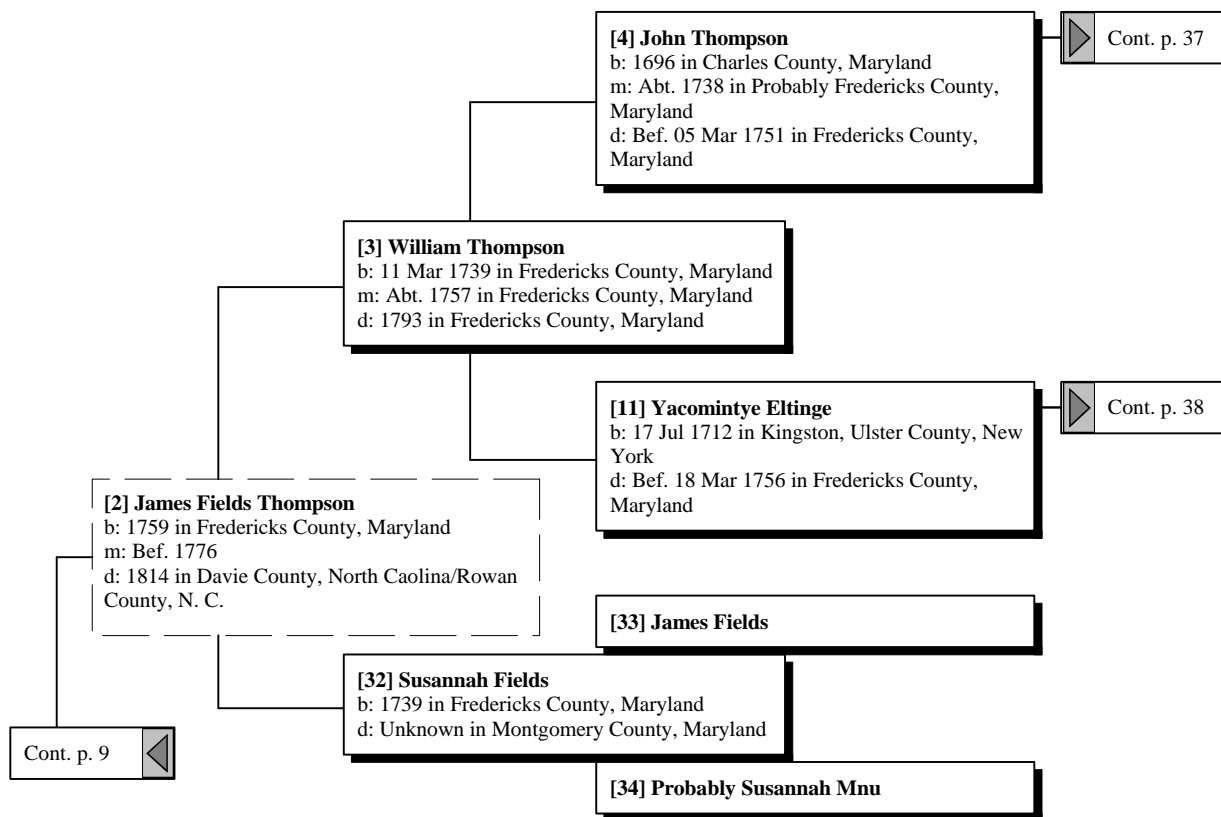 [4] John Thompson
b: 1696 in Charles County, Maryland
m: Abt. 1738 in Probably Fredericks County,
Maryland
d: Bef. 05 Mar 1751 in Fredericks County,
Maryland
Cont. p. 37
[3] William Thompson
b: 11 Mar 1739 in Fredericks County, Maryland
m: Abt. 1757 in Fredericks County, Maryland
d: 1793 in Fredericks County, Maryland
[11] Yacomintye Eltinge
b: 17 Jul 1712 in Kingston, Ulster County, New
York
d: Bef. 18 Mar 1756 in Fredericks County,
Maryland
Cont. p. 38
[2] James Fields Thompson
b: 1759 in Fredericks County, Maryland
m: Bef. 1776
d: 1814 in Davie County, North Caolina/Rowan
County, N. C.
[33] James Fields
[32] Susannah Fields
b: 1739 in Fredericks County, Maryland
d: Unknown in Montgomery County, Maryland
Cont. p. 9
[34] Probably Susannah Mnu